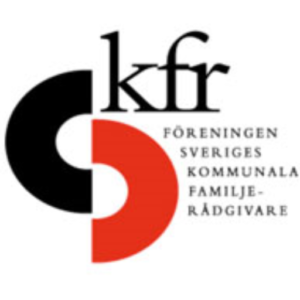 kfr
FÖRENINGEN
SVERIGES
KOMMUNALA
FAMILJE-
RÅDGIVARE